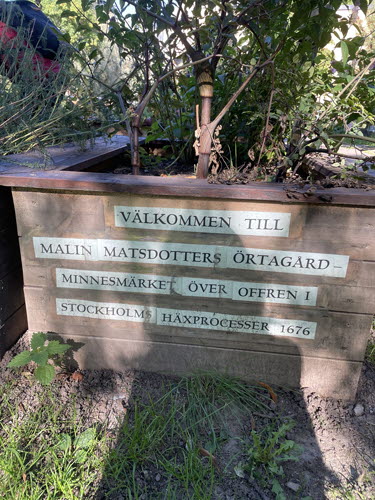 VÄLKOMMEN TILL
MALIN MATSDOTTERS ÖRTAGÅRD –
MINNESMÄRKET ÖVER OFFREN I
STOCKHOLMS HÄXPROCESSER 1676